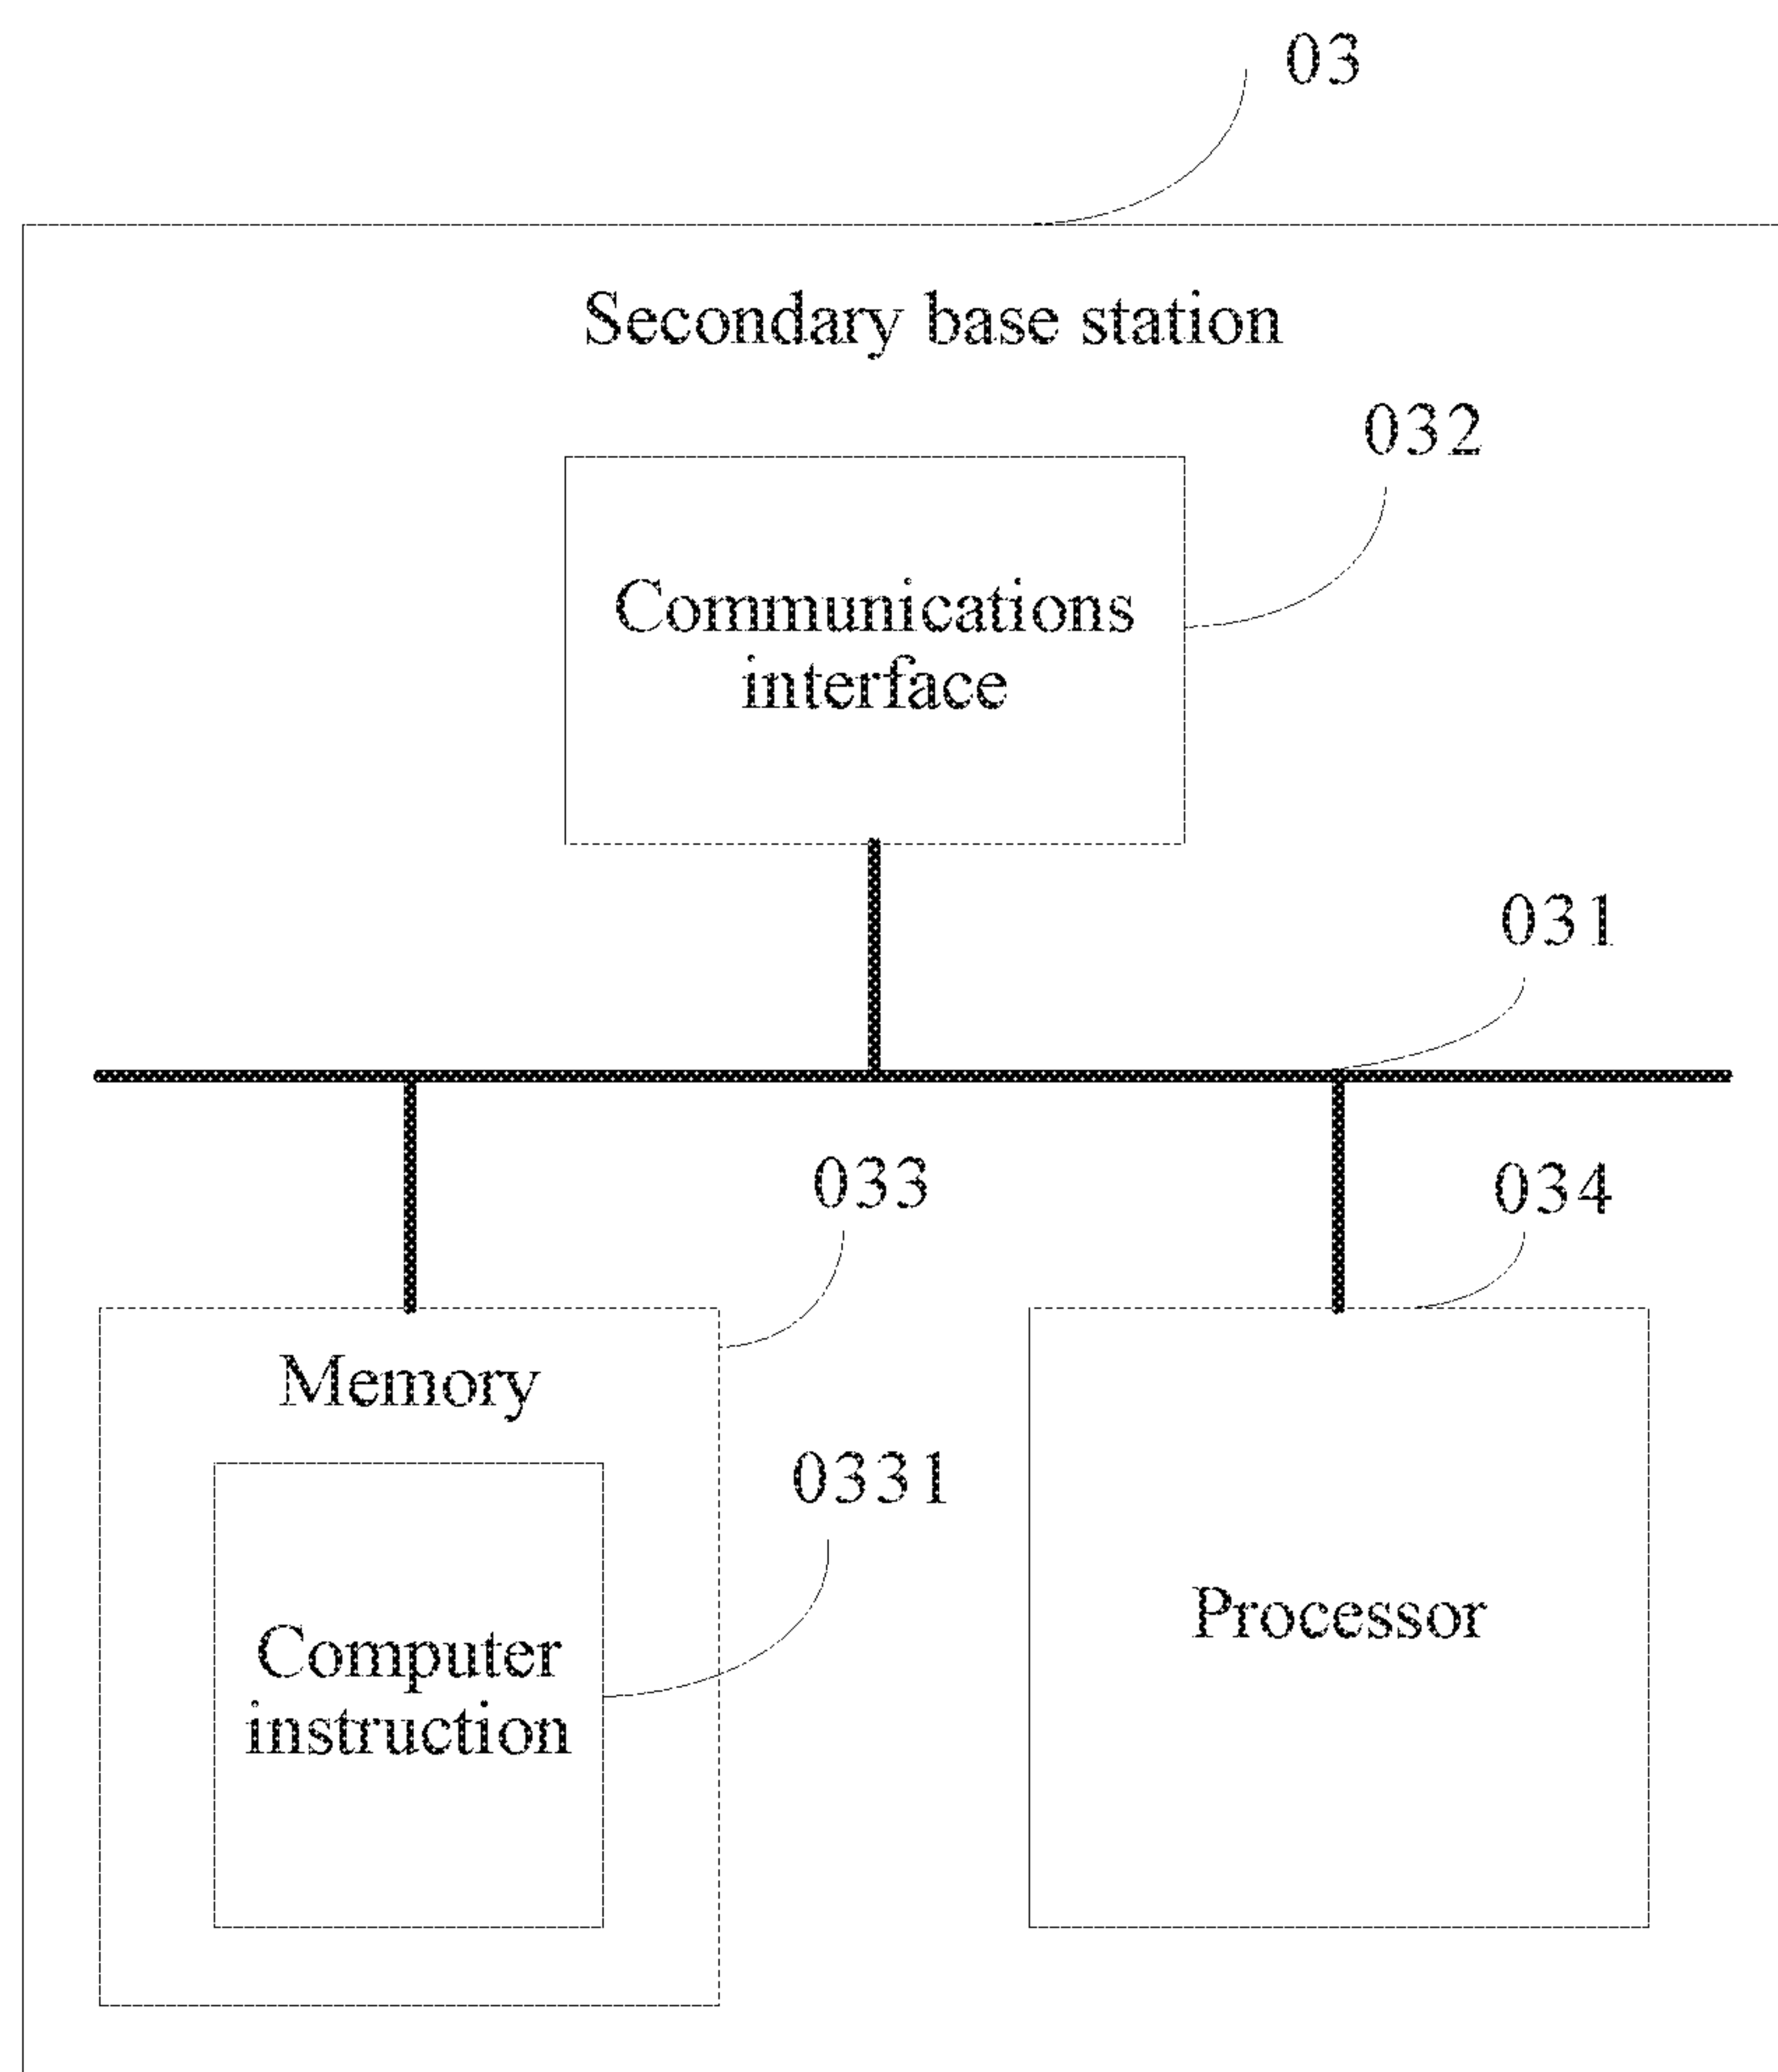 03
Secondary base station
032
Communications
interface
031
033
034
Memory
0331
Processor
Computer
instruction